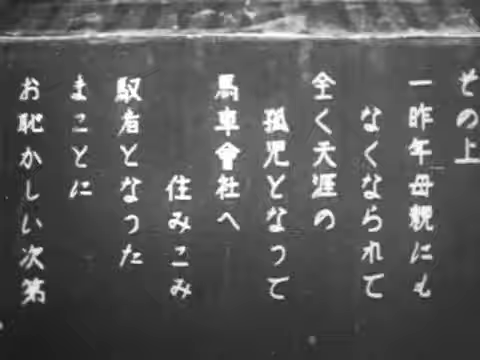 その上
一昨年母親にも
なくなられて
全く天涯の
孤児となって
馬車會社へ
住みこみ
馭者となった
まことに
お恥かしい次第